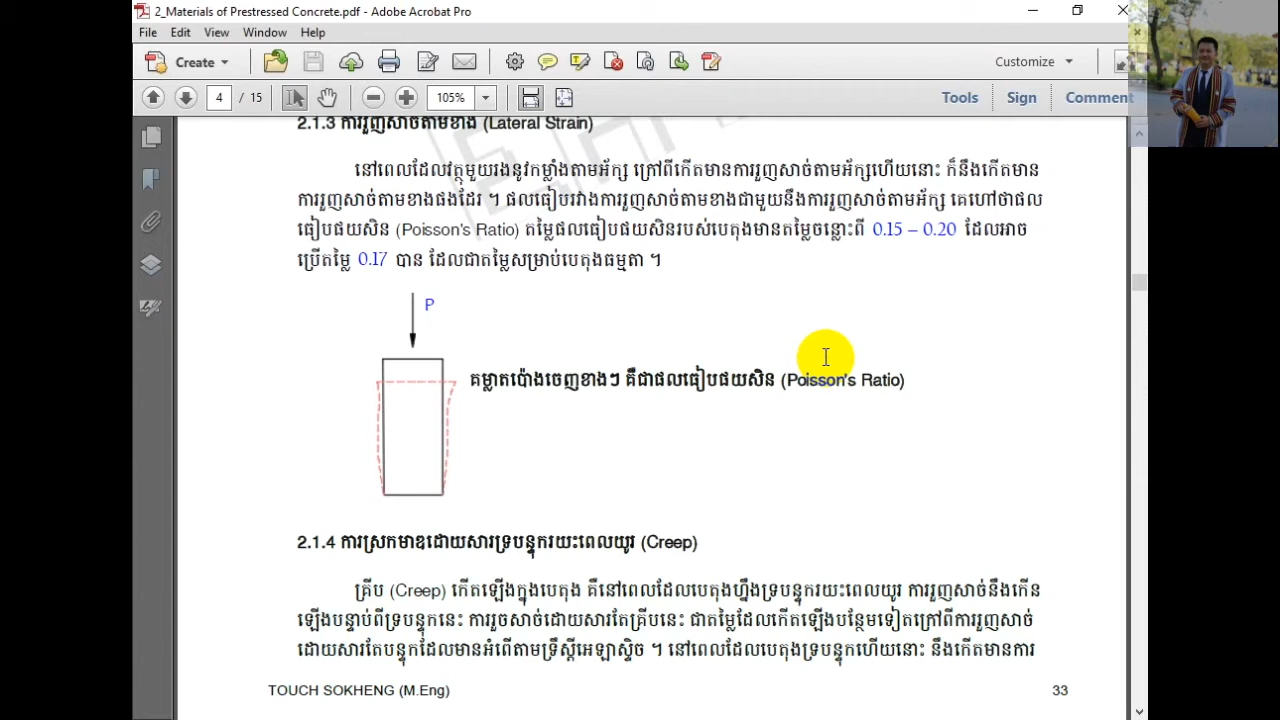 2_Materials of Prestressed Concrete.pdf - Adobe Acrobat Pro
File Edit View Window Help
Create Customize
4 / 15 105% Tools Sign Comment
2.1.3 ការរួញសាច់តាមខាង (Lateral Strain)
នៅពេលដែលវត្ថុមួយរងនូវកម្លាំងតាមអ័ក្ស ក្រៅពីកើតមានការរួញសាច់តាមអ័ក្សហើយនោះ ក៏នឹងកើតមាន
ការរួញសាច់តាមខាងផងដែរ ។ ផលធៀបរវាងការរួញសាច់តាមខាងជាមួយនឹងការរួញសាច់តាមអ័ក្ស គេហៅថាផល
ធៀបផយសិន (Poisson's Ratio) តម្លៃផលធៀបផយសិនរបស់បេតុងមានតម្លៃចន្លោះពី 0.15 – 0.20 ដែលអាច
ប្រើតម្លៃ 0.17 បាន ដែលជាតម្លៃសម្រាប់បេតុងធម្មតា ។
P
គម្លាតប៉ោងចេញខាងៗ គឺជាផលធៀបផយសិន (Poisson's Ratio)
2.1.4 ការស្រកមាឌដោយសារទ្របន្ទុករយះពេលយូរ (Creep)
គ្រីប (Creep) កើតឡើងក្នុងបេតុង គឺនៅពេលដែលបេតុងហ្នឹងទ្របន្ទុករយះពេលយូរ ការរួញសាច់នឹងកើន
ឡើងបន្ទាប់ពីទ្របន្ទុកនេះ ការរួចសាច់ដោយសារតែគ្រីបនេះ ជាតម្លៃដែលកើតឡើងបន្ថែមទៀតក្រៅពីការរួញសាច់
ដោយសារតែបន្ទុកដែលមានអំពើតាមទ្រឹស្តីអេឡាស្ទិច ។ នៅពេលដែលបេតុងទ្របន្ទុកហើយនោះ នឹងកើតមានការ
TOUCH SOKHENG (M.Eng) 33